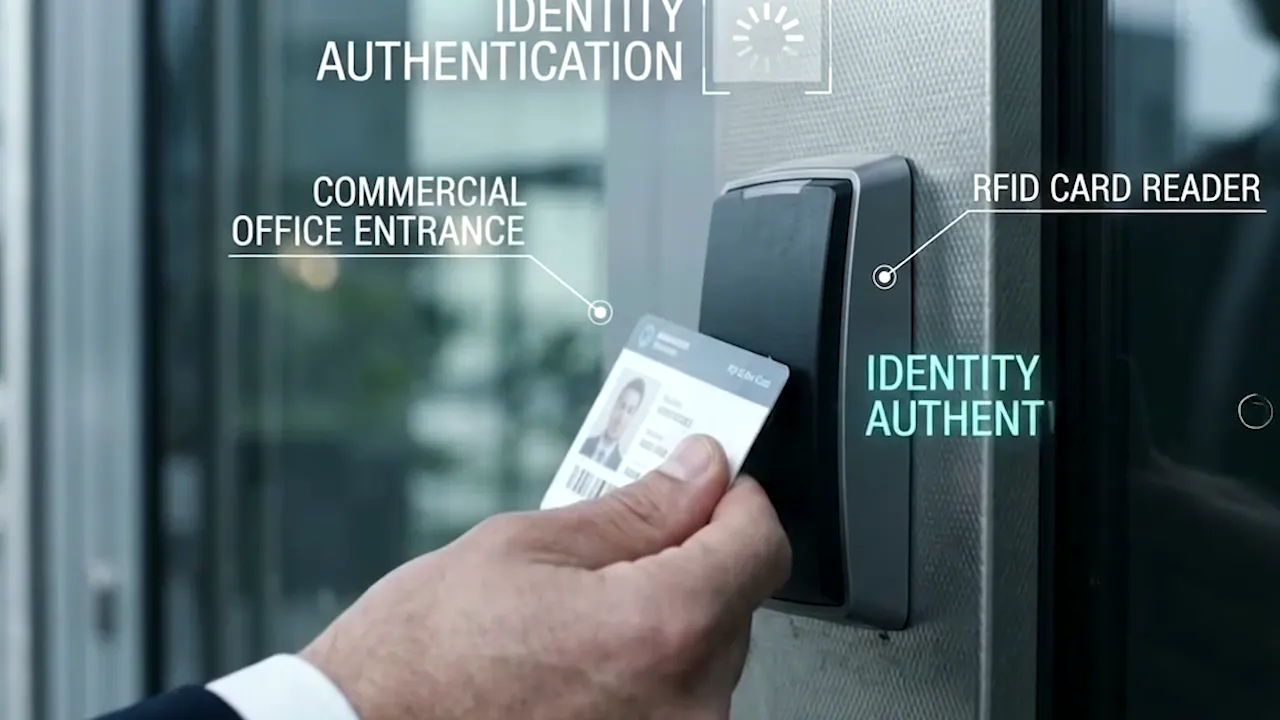 IDENTITY
AUTHENTICATION
COMMERCIAL
OFFICE ENTRANCE
RFID CARD READER
IDENTITY
AUTHENT